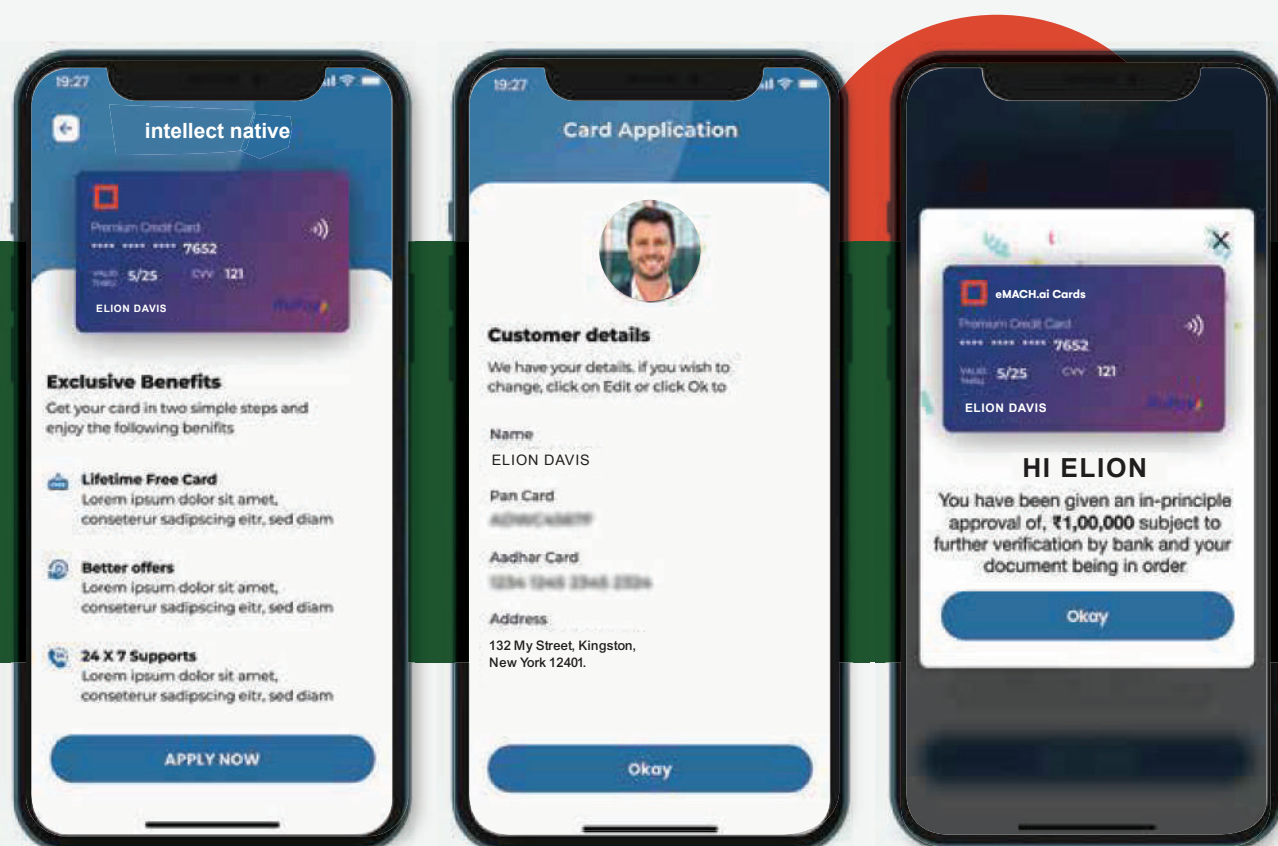 19:27
intellect native
Premium Credit Card
**** **** **** 7652
VALID THRU 5/25 CVV 121
ELION DAVIS
RuPay
Exclusive Benefits
Get your card in two simple steps and
enjoy the following benifits
Lifetime Free Card
Lorem ipsum dolor sit amet,
conseterur sadipscing eitr, sed diam
Better offers
Lorem ipsum dolor sit amet,
conseterur sadipscing eitr, sed diam
24 X 7 Supports
Lorem ipsum dolor sit amet,
conseterur sadipscing eitr, sed diam
APPLY NOW
19:27
Card Application
Customer details
We have your details. if you wish to
change, click on Edit or click Ok to
Name
ELION DAVIS
Pan Card
Aadhar Card
Address
132 My Street, Kingston,
New York 12401.
Okay
eMACH.ai Cards
Premium Credit Card
**** **** **** 7652
VALID THRU 5/25 CVV 121
ELION DAVIS
RuPay
HI ELION
You have been given an in-principle
approval of, ₹1,00,000 subject to
further verification by bank and your
document being in order
Okay